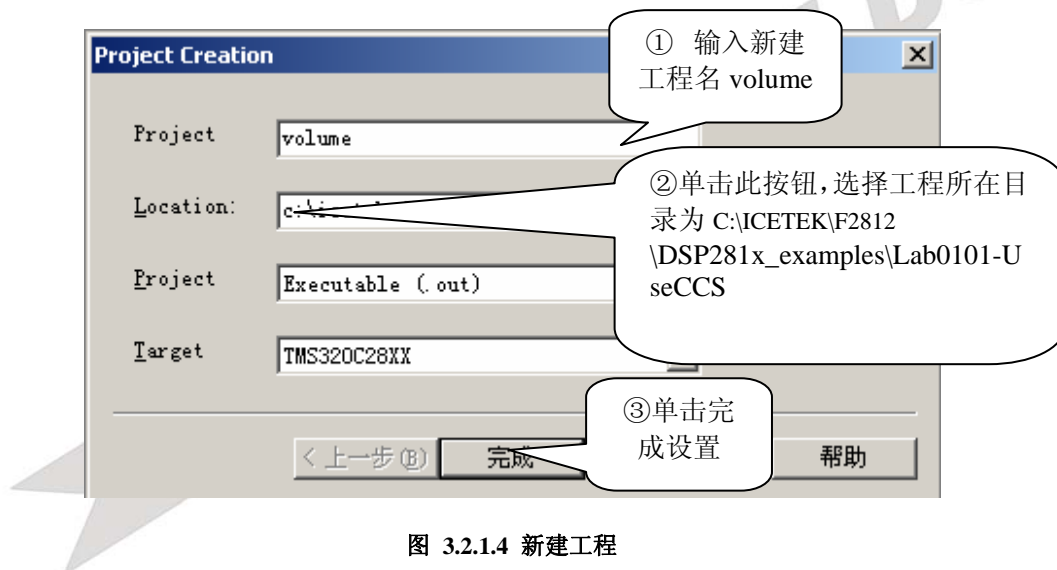 Project Creation
① 输入新建
工程名 volume
Project
volume
②单击此按钮，选择工程所在目
录为 C:\ICETEK\F2812
\DSP281x_examples\Lab0101-U
seCCS
Location:
Project
Executable (.out)
Target
TMS320C28XX
③单击完
成设置
< 上一步(B)
完成
帮助
图 3.2.1.4 新建工程